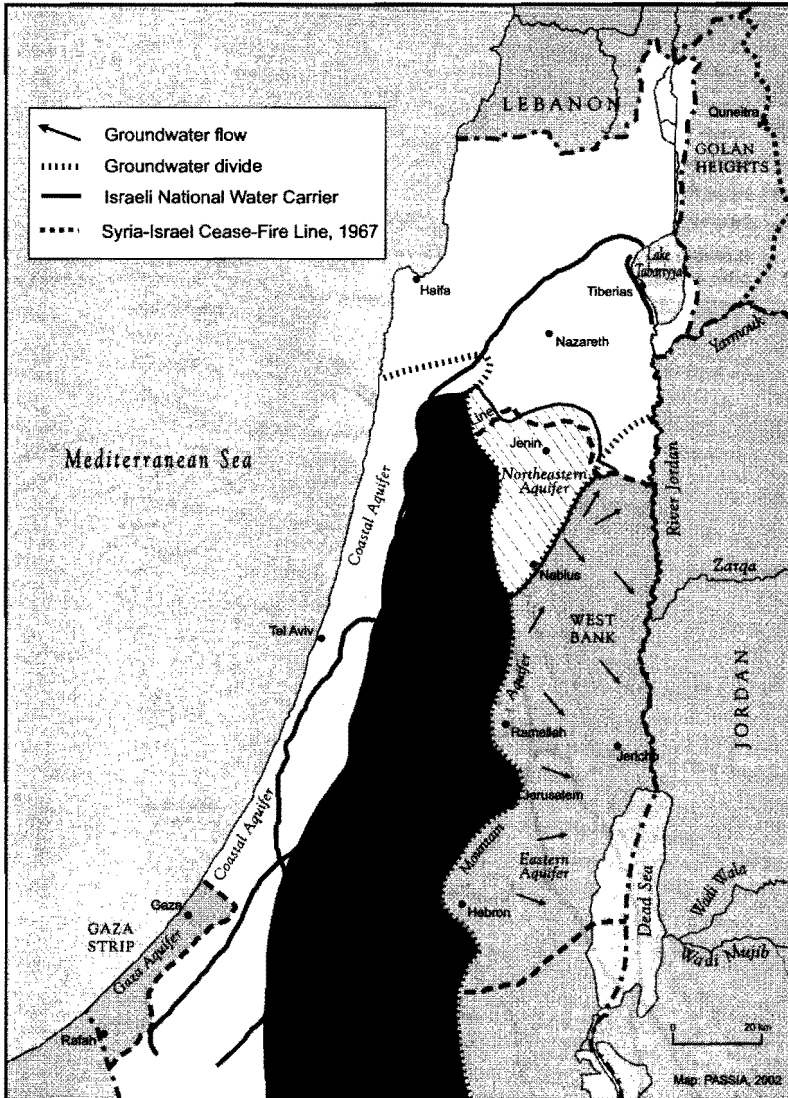 LEBANON
Quneitra
GOLAN
HEIGHTS
Groundwater flow
Groundwater divide
Israeli National Water Carrier
Syria-Israel Cease-Fire Line, 1967
Haifa
Lake
Tabariyya
Tiberias
Nazareth
Yarmouk
Mediterranean Sea
Coastal Aquifer
Jenin
Northeastern
Aquifer
River Jordan
Nablus
Zarqa
WEST
BANK
Tel Aviv
Aquifer
JORDAN
Ramallah
Jericho
Jerusalem
Mountain
Coastal Aquifer
Eastern
Aquifer
Dead Sea
Wadi Wala
Gaza
Hebron
GAZA
STRIP
Gaza Aquifer
Wadi Mujib
Rafah
0 20 km
Map: PASSIA, 2002